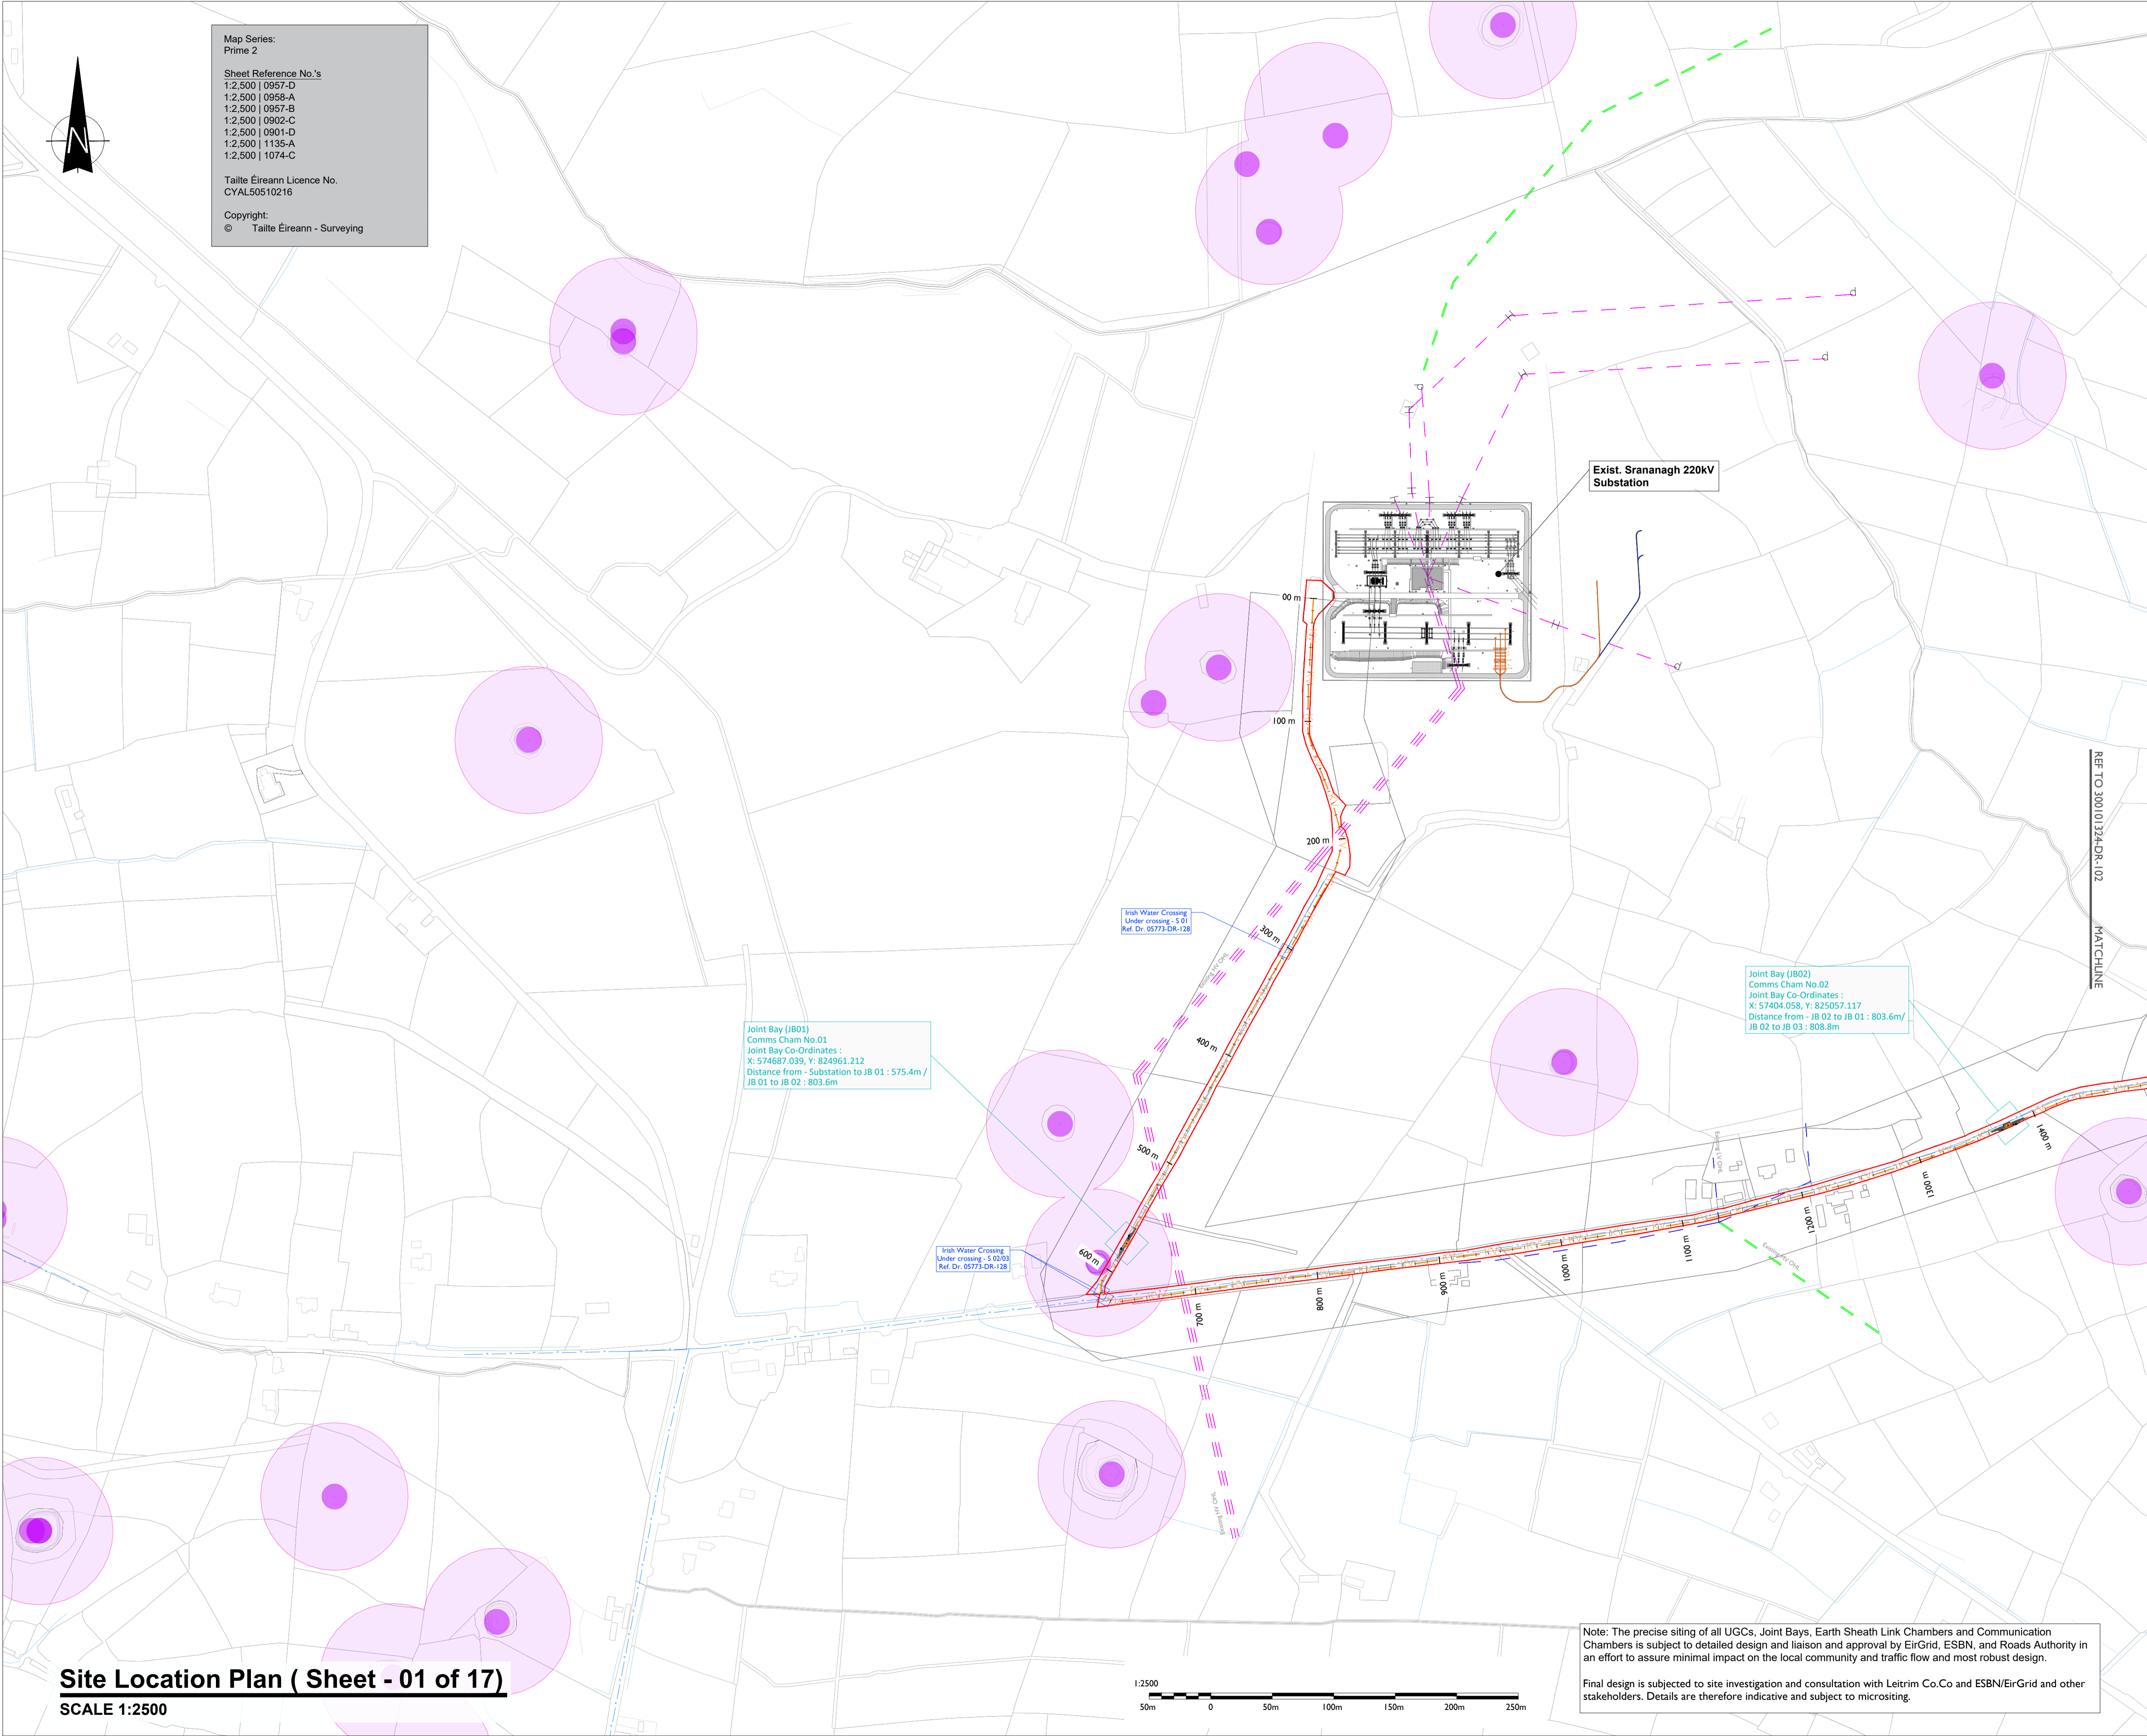 Map Series:
Prime 2
Sheet Reference No.'s
1:2,500 | 0957-D
1:2,500 | 0958-A
1:2,500 | 0957-B
1:2,500 | 0902-C
1:2,500 | 0901-D
1:2,500 | 1135-A
1:2,500 | 1074-C
Tailte Éireann Licence No.
CYAL50510216
Copyright:
© Tailte Éireann - Surveying
N
Exist. Srananagh 220kV
Substation
00 m
100 m
200 m
300 m
400 m
500 m
600 m
700 m
800 m
900 m
1000 m
1100 m
1200 m
1300 m
1400 m
Irish Water Crossing
Under crossing - S 01
Ref. Dr. 05773-DR-128
Existing HV OHL
Joint Bay (JB01)
Comms Cham No.01
Joint Bay Co-Ordinates :
X: 574687.039, Y: 824961.212
Distance from - Substation to JB 01 : 575.4m /
JB 01 to JB 02 : 803.6m
Joint Bay (JB02)
Comms Cham No.02
Joint Bay Co-Ordinates :
X: 57404.058, Y: 825057.117
Distance from - JB 02 to JB 01 : 803.6m/
JB 02 to JB 03 : 808.8m
REF TO 300101324-DR-102 MATCHLINE
Irish Water Crossing
Under crossing - S 02/03
Ref. Dr. 05773-DR-128
Existing LV OHL
Existing HV OHL
Existing HV OHL
Site Location Plan ( Sheet - 01 of 17)
SCALE 1:2500
1:2500
50m 0 50m 100m 150m 200m 250m
Note: The precise siting of all UGCs, Joint Bays, Earth Sheath Link Chambers and Communication
Chambers is subject to detailed design and liaison and approval by EirGrid, ESBN, and Roads Authority in
an effort to assure minimal impact on the local community and traffic flow and most robust design.
Final design is subjected to site investigation and consultation with Leitrim Co.Co and ESBN/EirGrid and other
stakeholders. Details are therefore indicative and subject to micrositing.